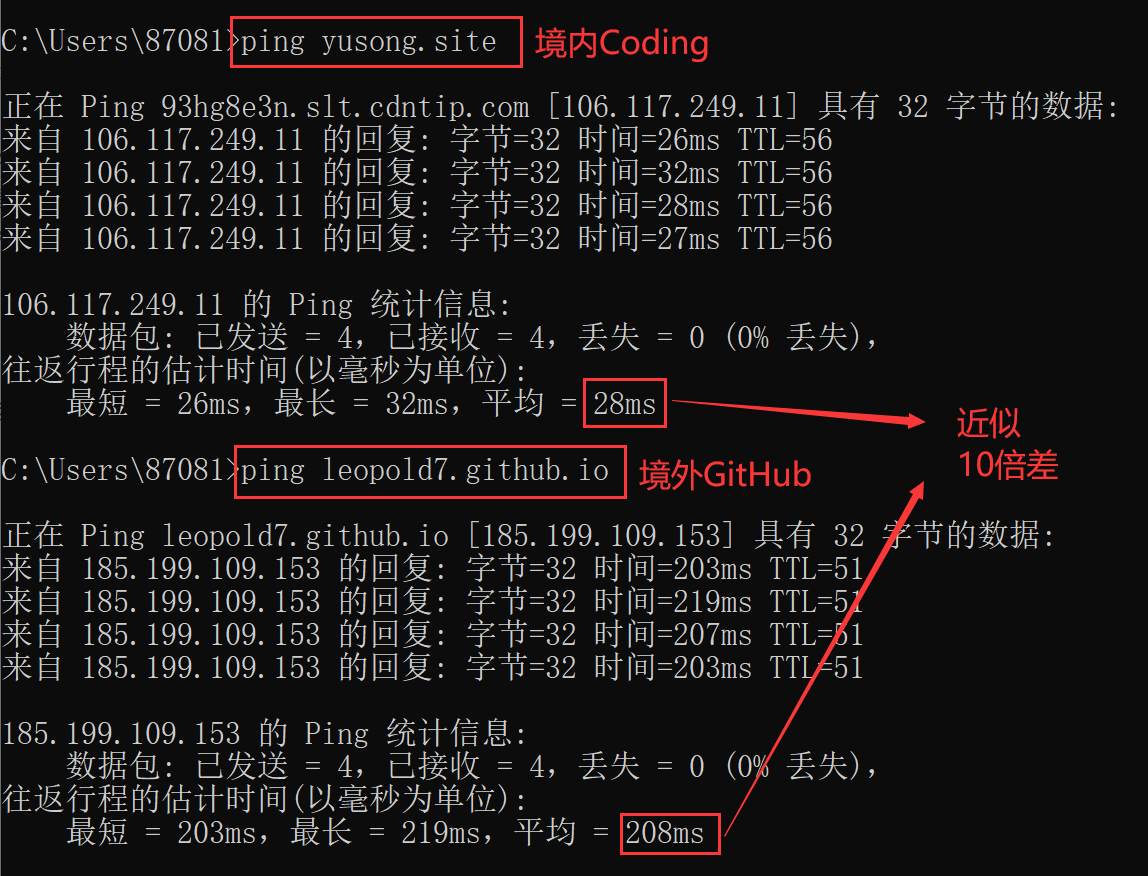 C:\Users\87081>ping yusong.site 境内Coding
正在 Ping 93hg8e3n.slt.cdntip.com [106.117.249.11] 具有 32 字节的数据:
来自 106.117.249.11 的回复: 字节=32 时间=26ms TTL=56
来自 106.117.249.11 的回复: 字节=32 时间=32ms TTL=56
来自 106.117.249.11 的回复: 字节=32 时间=28ms TTL=56
来自 106.117.249.11 的回复: 字节=32 时间=27ms TTL=56
106.117.249.11 的 Ping 统计信息:
数据包: 已发送 = 4，已接收 = 4，丢失 = 0 (0% 丢失)，
往返行程的估计时间(以毫秒为单位):
最短 = 26ms，最长 = 32ms，平均 = 28ms
近似
10倍差
C:\Users\87081>ping leopold7.github.io 境外GitHub
正在 Ping leopold7.github.io [185.199.109.153] 具有 32 字节的数据:
来自 185.199.109.153 的回复: 字节=32 时间=203ms TTL=51
来自 185.199.109.153 的回复: 字节=32 时间=219ms TTL=51
来自 185.199.109.153 的回复: 字节=32 时间=207ms TTL=51
来自 185.199.109.153 的回复: 字节=32 时间=203ms TTL=51
185.199.109.153 的 Ping 统计信息:
数据包: 已发送 = 4，已接收 = 4，丢失 = 0 (0% 丢失)，
往返行程的估计时间(以毫秒为单位):
最短 = 203ms，最长 = 219ms，平均 = 208ms